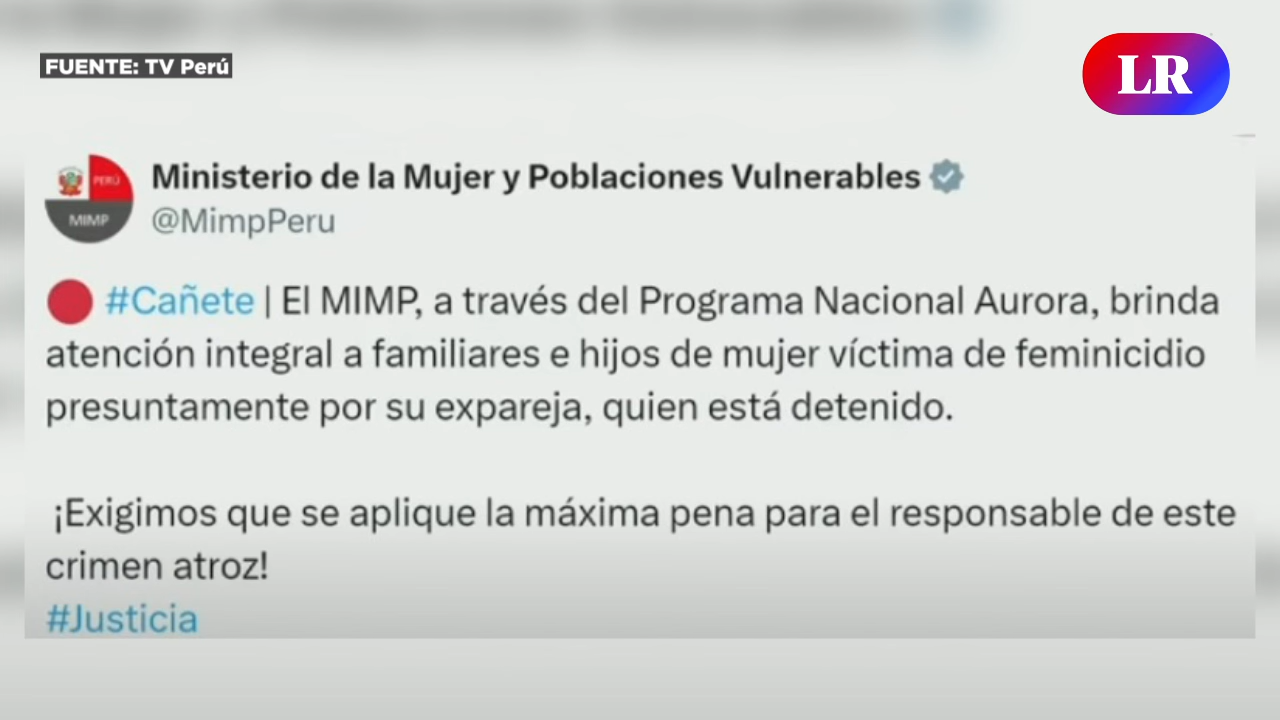 FUENTE: TV Perú
LR
Ministerio de la Mujer y Poblaciones Vulnerables
PERÚ
MIMP
@MimpPeru
#Cañete | El MIMP, a través del Programa Nacional Aurora, brinda
atención integral a familiares e hijos de mujer víctima de feminicidio
presuntamente por su expareja, quien está detenido.
¡Exigimos que se aplique la máxima pena para el responsable de este
crimen atroz!
#Justicia